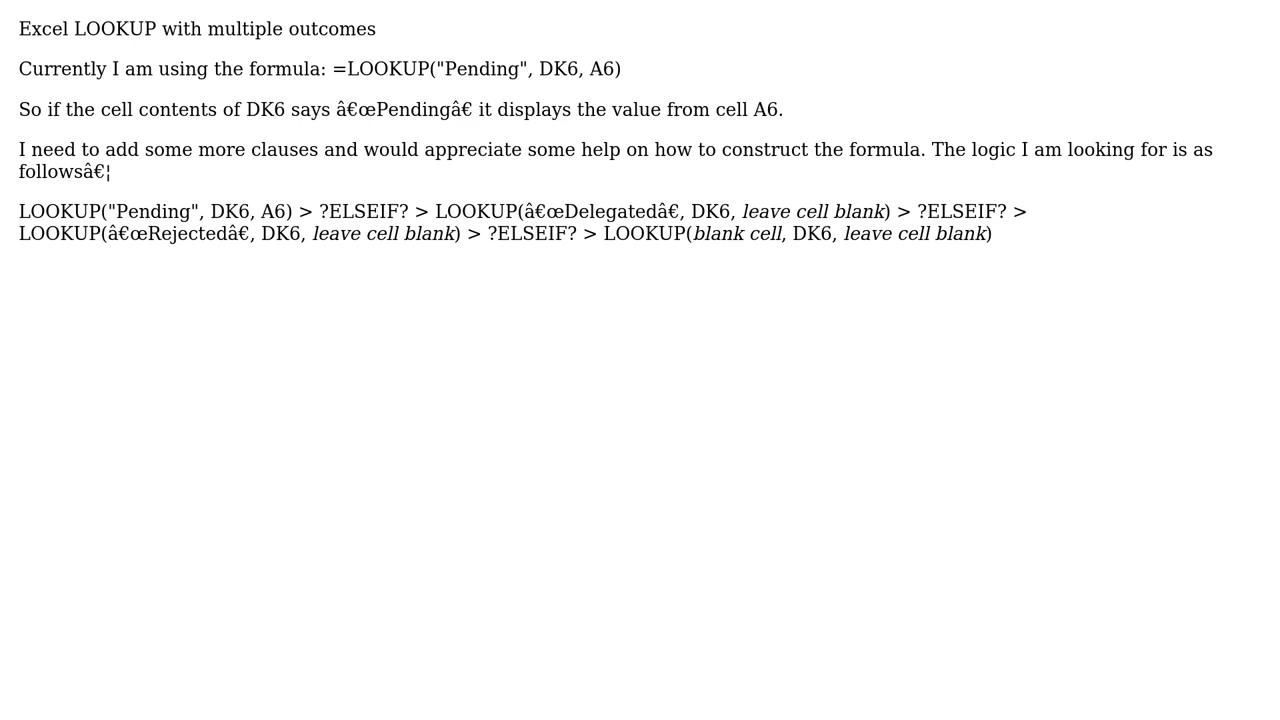 Excel LOOKUP with multiple outcomes
Currently I am using the formula: =LOOKUP("Pending", DK6, A6)
So if the cell contents of DK6 says â€œPendingâ€ it displays the value from cell A6.
I need to add some more clauses and would appreciate some help on how to construct the formula. The logic I am looking for is as
followsâ€¦
LOOKUP("Pending", DK6, A6) > ?ELSEIF? > LOOKUP(â€œDelegatedâ€, DK6, leave cell blank) > ?ELSEIF? >
LOOKUP(â€œRejectedâ€, DK6, leave cell blank) > ?ELSEIF? > LOOKUP(blank cell, DK6, leave cell blank)